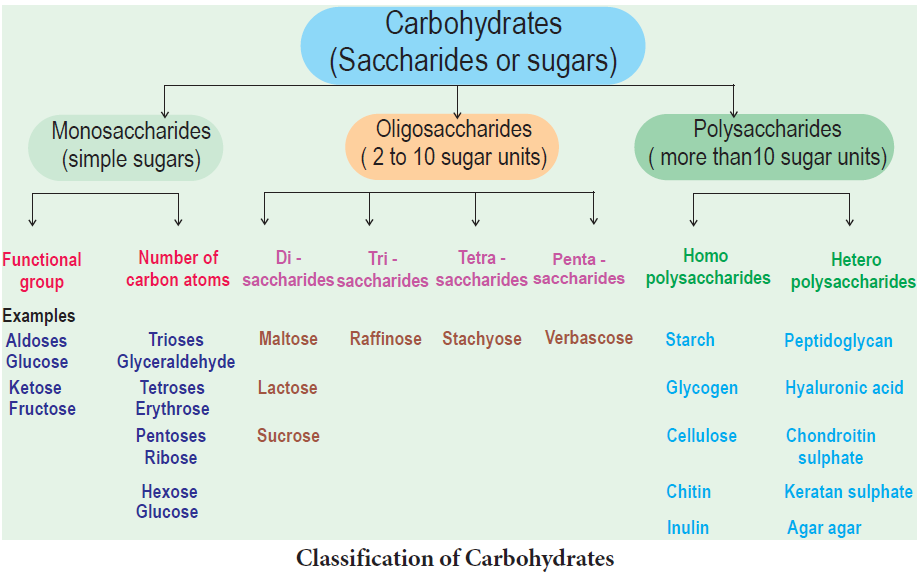 Carbohydrates
(Saccharides or sugars)
Monosaccharides
(simple sugars)
Oligosaccharides
( 2 to 10 sugar units)
Polysaccharides
( more than10 sugar units)
Functional
group
Number of
carbon atoms
Di -
saccharides
Tri -
saccharides
Tetra -
saccharides
Penta -
saccharides
Homo
polysaccharides
Hetero
polysaccharides
Examples
Aldoses
Glucose
Ketose
Fructose
Trioses
Glyceraldehyde
Tetroses
Erythrose
Pentoses
Ribose
Hexose
Glucose
Maltose
Lactose
Sucrose
Raffinose
Stachyose
Verbascose
Starch
Glycogen
Cellulose
Chitin
Inulin
Peptidoglycan
Hyaluronic acid
Chondroitin
sulphate
Keratan sulphate
Agar agar
Classification of Carbohydrates